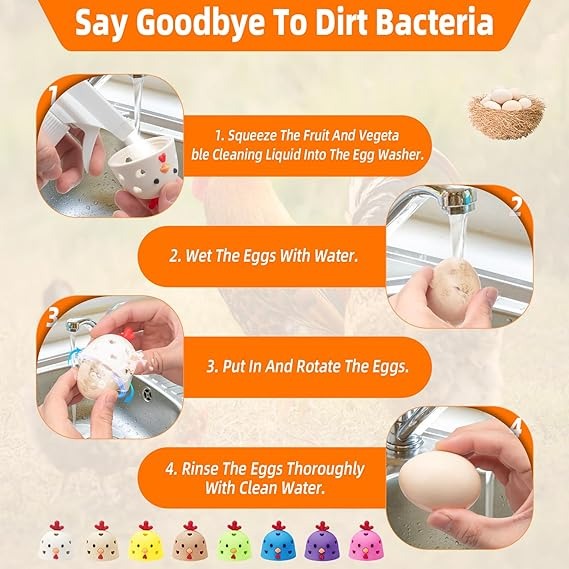 Say Goodbye To Dirt Bacteria
1
1. Squeeze The Fruit And Vegeta
ble Cleaning Liquid Into The Egg Washer.
2
2. Wet The Eggs With Water.
3
3. Put In And Rotate The Eggs.
4
4. Rinse The Eggs Thoroughly
With Clean Water.